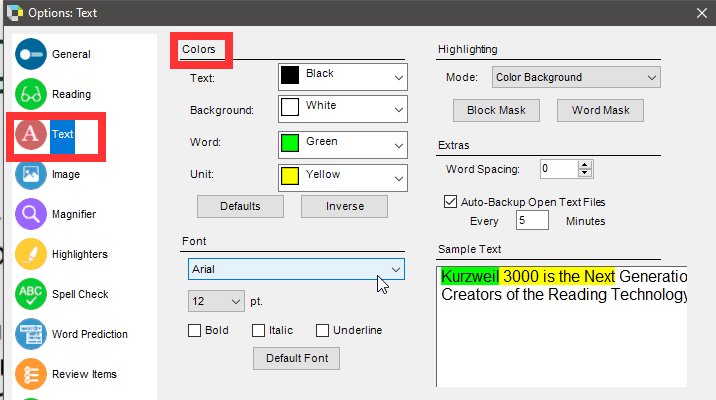 Options: Text
General
Reading
A
Text
Image
Magnifier
Highlighters
ABC
Spell Check
Word Prediction
Review Items
Colors
Text:
Black
Background:
White
Word:
Green
Unit:
Yellow
Defaults
Inverse
Font
Arial
12
pt.
Bold
Italic
Underline
Default Font
Highlighting
Mode:
Color Background
Block Mask
Word Mask
Extras
Word Spacing:
0
Auto-Backup Open Text Files
Every
5
Minutes
Sample Text
Kurzweil 3000 is the Next Generatio
Creators of the Reading Technology